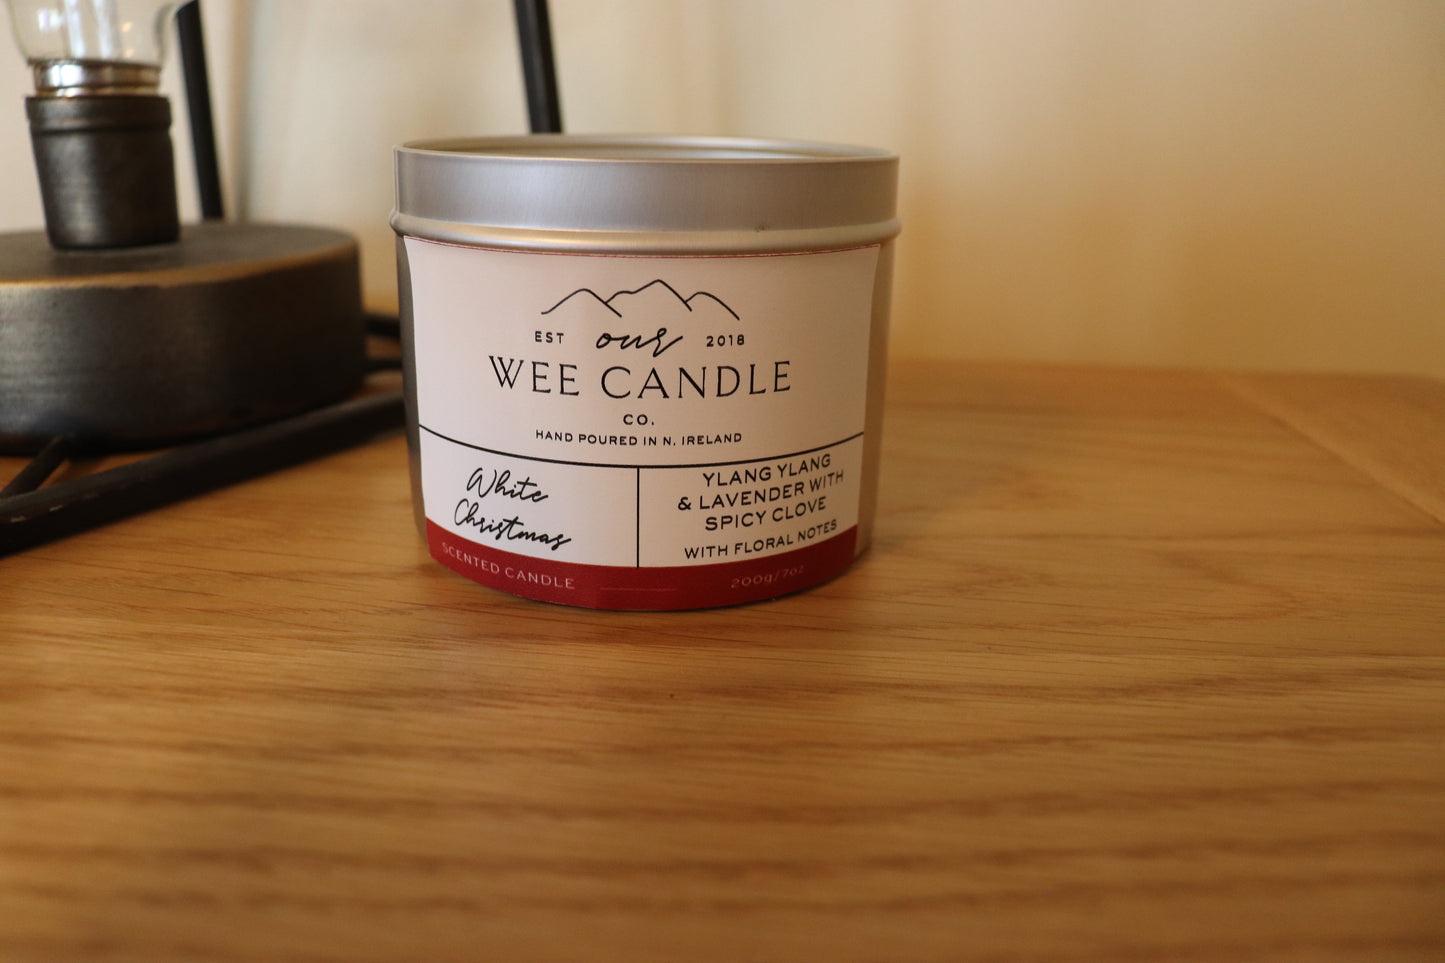 EST our 2018
WEE CANDLE
CO.
HAND POURED IN N. IRELAND
White
Christmas
YLANG YLANG
& LAVENDER WITH
SPICY CLOVE
WITH FLORAL NOTES
SCENTED CANDLE
200g/7oz